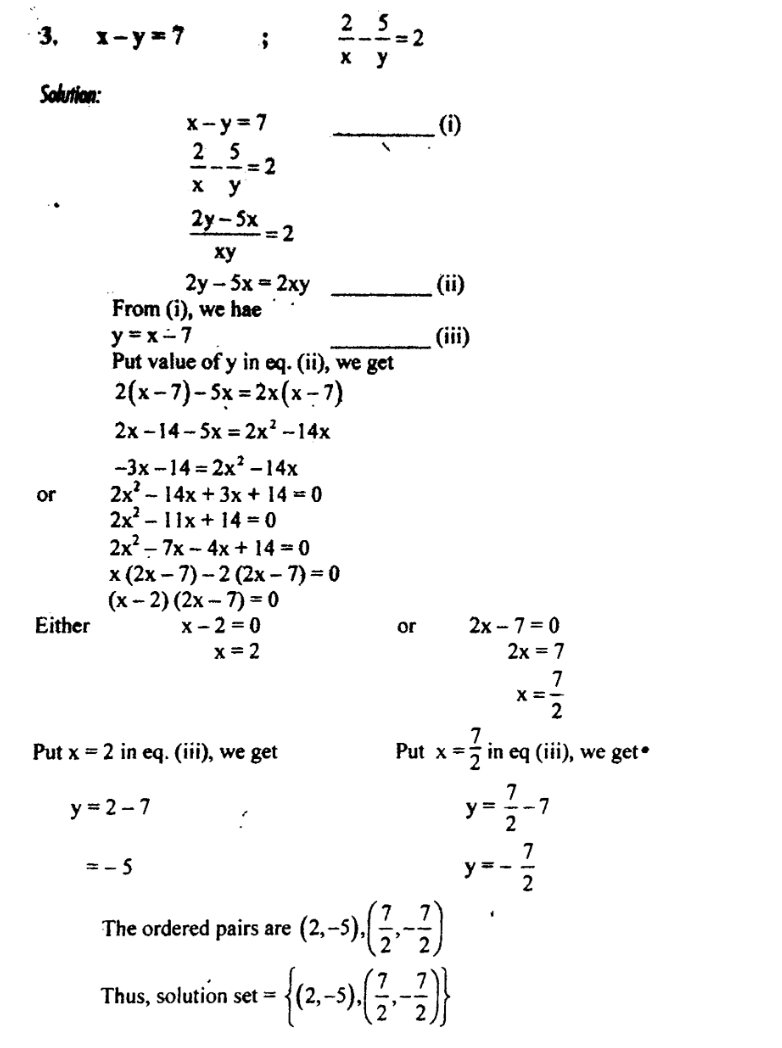 3. x – y = 7 ; 2/x – 5/y = 2
Solution:
x – y = 7 ________ (i)
2/x – 5/y = 2
(2y – 5x)/xy = 2
2y – 5x = 2xy ________ (ii)
From (i), we hae
y = x – 7 ________ (iii)
Put value of y in eq. (ii), we get
2(x – 7) – 5x = 2x(x – 7)
2x – 14 – 5x = 2x² – 14x
–3x – 14 = 2x² – 14x
or 2x² – 14x + 3x + 14 = 0
2x² – 11x + 14 = 0
2x² – 7x – 4x + 14 = 0
x (2x – 7) – 2 (2x – 7) = 0
(x – 2) (2x – 7) = 0
Either x – 2 = 0 or 2x – 7 = 0
x = 2 2x = 7
x = 7/2
Put x = 2 in eq. (iii), we get Put x = 7/2 in eq (iii), we get
y = 2 – 7 y = 7/2 – 7
= – 5 y = – 7/2
The ordered pairs are (2, –5), (7/2, –7/2)
Thus, solution set = {(2, –5), (7/2, –7/2)}